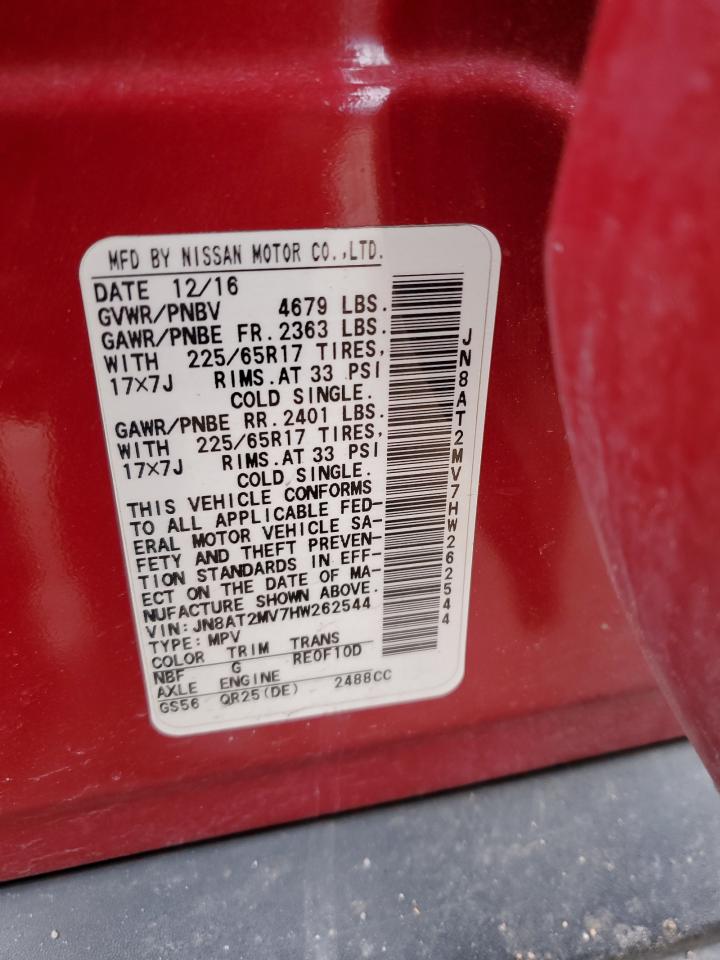 MFD BY NISSAN MOTOR CO.,LTD.
DATE 12/16
GVWR/PNBV 4679 LBS.
GAWR/PNBE FR.2363 LBS.
WITH 225/65R17 TIRES,
17×7J RIMS.AT 33 PSI
COLD SINGLE.
GAWR/PNBE RR.2401 LBS.
WITH 225/65R17 TIRES,
17×7J RIMS.AT 33 PSI
COLD SINGLE.
THIS VEHICLE CONFORMS
TO ALL APPLICABLE FED-
ERAL MOTOR VEHICLE SA-
FETY AND THEFT PREVEN-
TION STANDARDS IN EFF-
ECT ON THE DATE OF MA-
NUFACTURE SHOWN ABOVE.
VIN:JN8AT2MV7HW262544
TYPE:MPV
COLOR TRIM TRANS
NBF G RE0F10D
AXLE ENGINE
GS56 QR25(DE) 2488CC
JN8AT2MV7HW262544